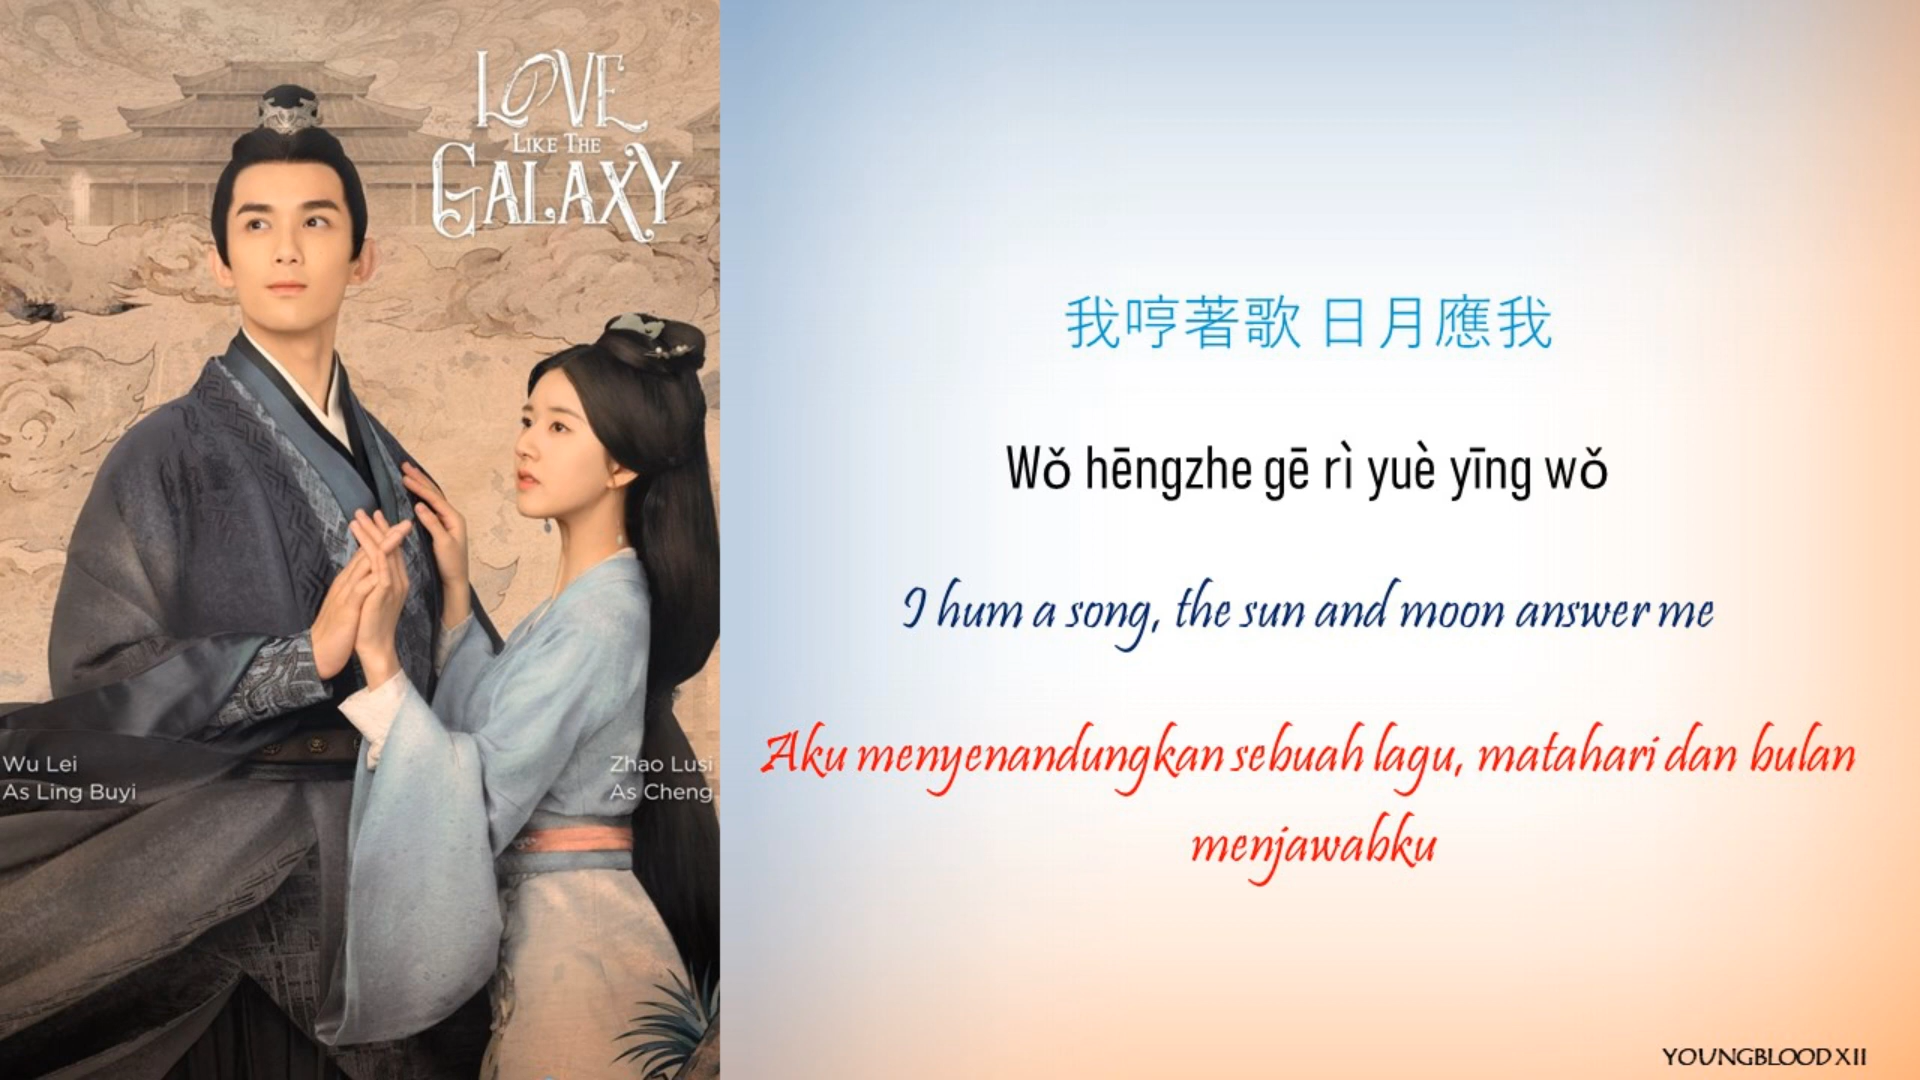 LOVE
LIKE THE
GALAXY
Wu Lei
As Ling Buyi
Zhao Lusi
As Cheng
我哼著歌 日月應我
Wǒ hēngzhe gē rì yuè yīng wǒ
I hum a song, the sun and moon answer me
Aku menyenandungkan sebuah lagu, matahari dan bulan
menjawabku
YOUNGBLOOD XII